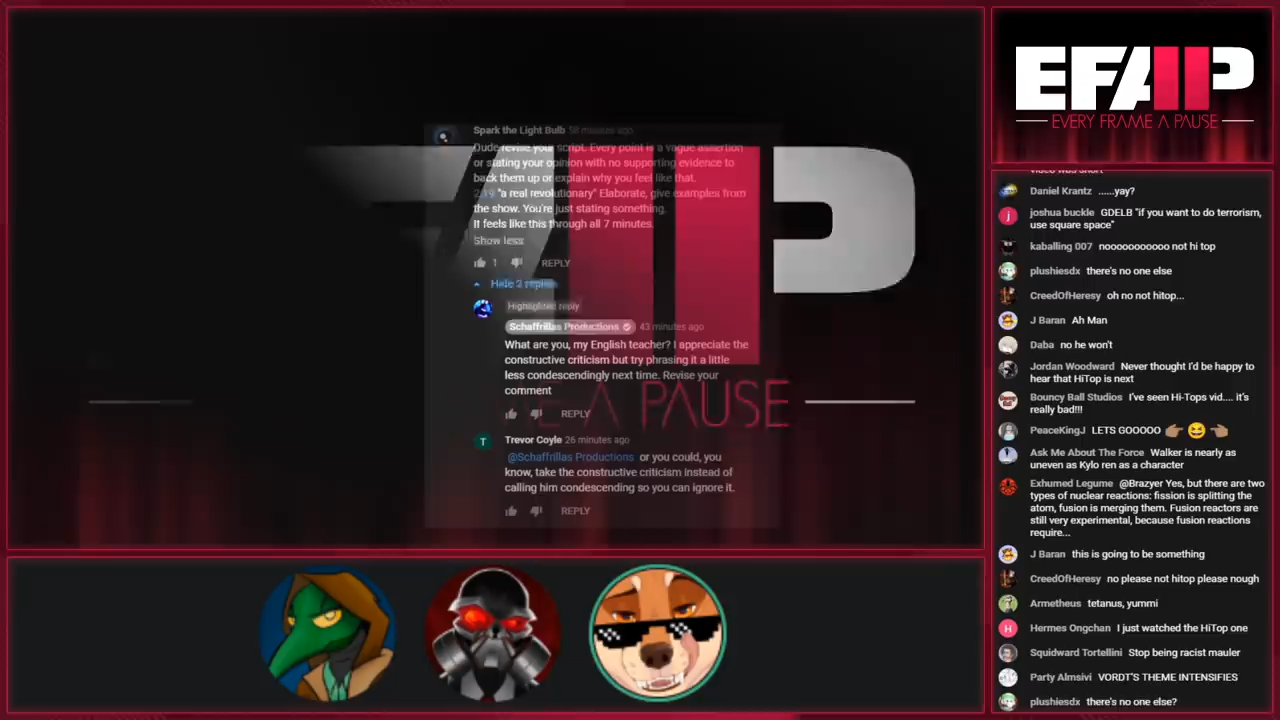 Spark the Light Bulb 58 minutes ago
Dude revise your script. Every point is a vague assertion
or stating your opinion with no supporting evidence to
back them up or explain why you feel like that.
2:19 "a real revolutionary" Elaborate, give examples from
the show. You're just stating something.
It feels like this through all 7 minutes.
Show less
1 REPLY
Hide 2 replies
Highlighted reply
Schaffrillas Productions 43 minutes ago
What are you, my English teacher? I appreciate the
constructive criticism but try phrasing it a little
less condescendingly next time. Revise your
comment
REPLY
T Trevor Coyle 26 minutes ago
@Schaffrillas Productions or you could, you
know, take the constructive criticism instead of
calling him condescending so you can ignore it.
REPLY
AP
E A PAUSE
EFAP
EVERY FRAME A PAUSE
video was short
Daniel Krantz ......yay?
j joshua buckle GDELB "if you want to do terrorism,
use square space"
kaballing 007 nooooooooooo not hi top
plushiesdx there's no one else
CreedOfHeresy oh no not hitop...
J Baran Ah Man
Daba no he won't
Jordan Woodward Never thought I'd be happy to
hear that HiTop is next
Bouncy Ball Studios I've seen Hi-Tops vid.... it's
really bad!!!
PeaceKingJ LETS GOOOOO 👉🏽 😆 👈🏽
Ask Me About The Force Walker is nearly as
uneven as Kylo ren as a character
Exhumed Legume @Brazyer Yes, but there are two
types of nuclear reactions: fission is splitting the
atom, fusion is merging them. Fusion reactors are
still very experimental, because fusion reactions
require...
J Baran this is going to be something
CreedOfHeresy no please not hitop please nough
Armetheus tetanus, yummi
H Hermes Ongchan I just watched the HiTop one
Squidward Tortellini Stop being racist mauler
Party Almsivi VORDT'S THEME INTENSIFIES
plushiesdx there's no one else?